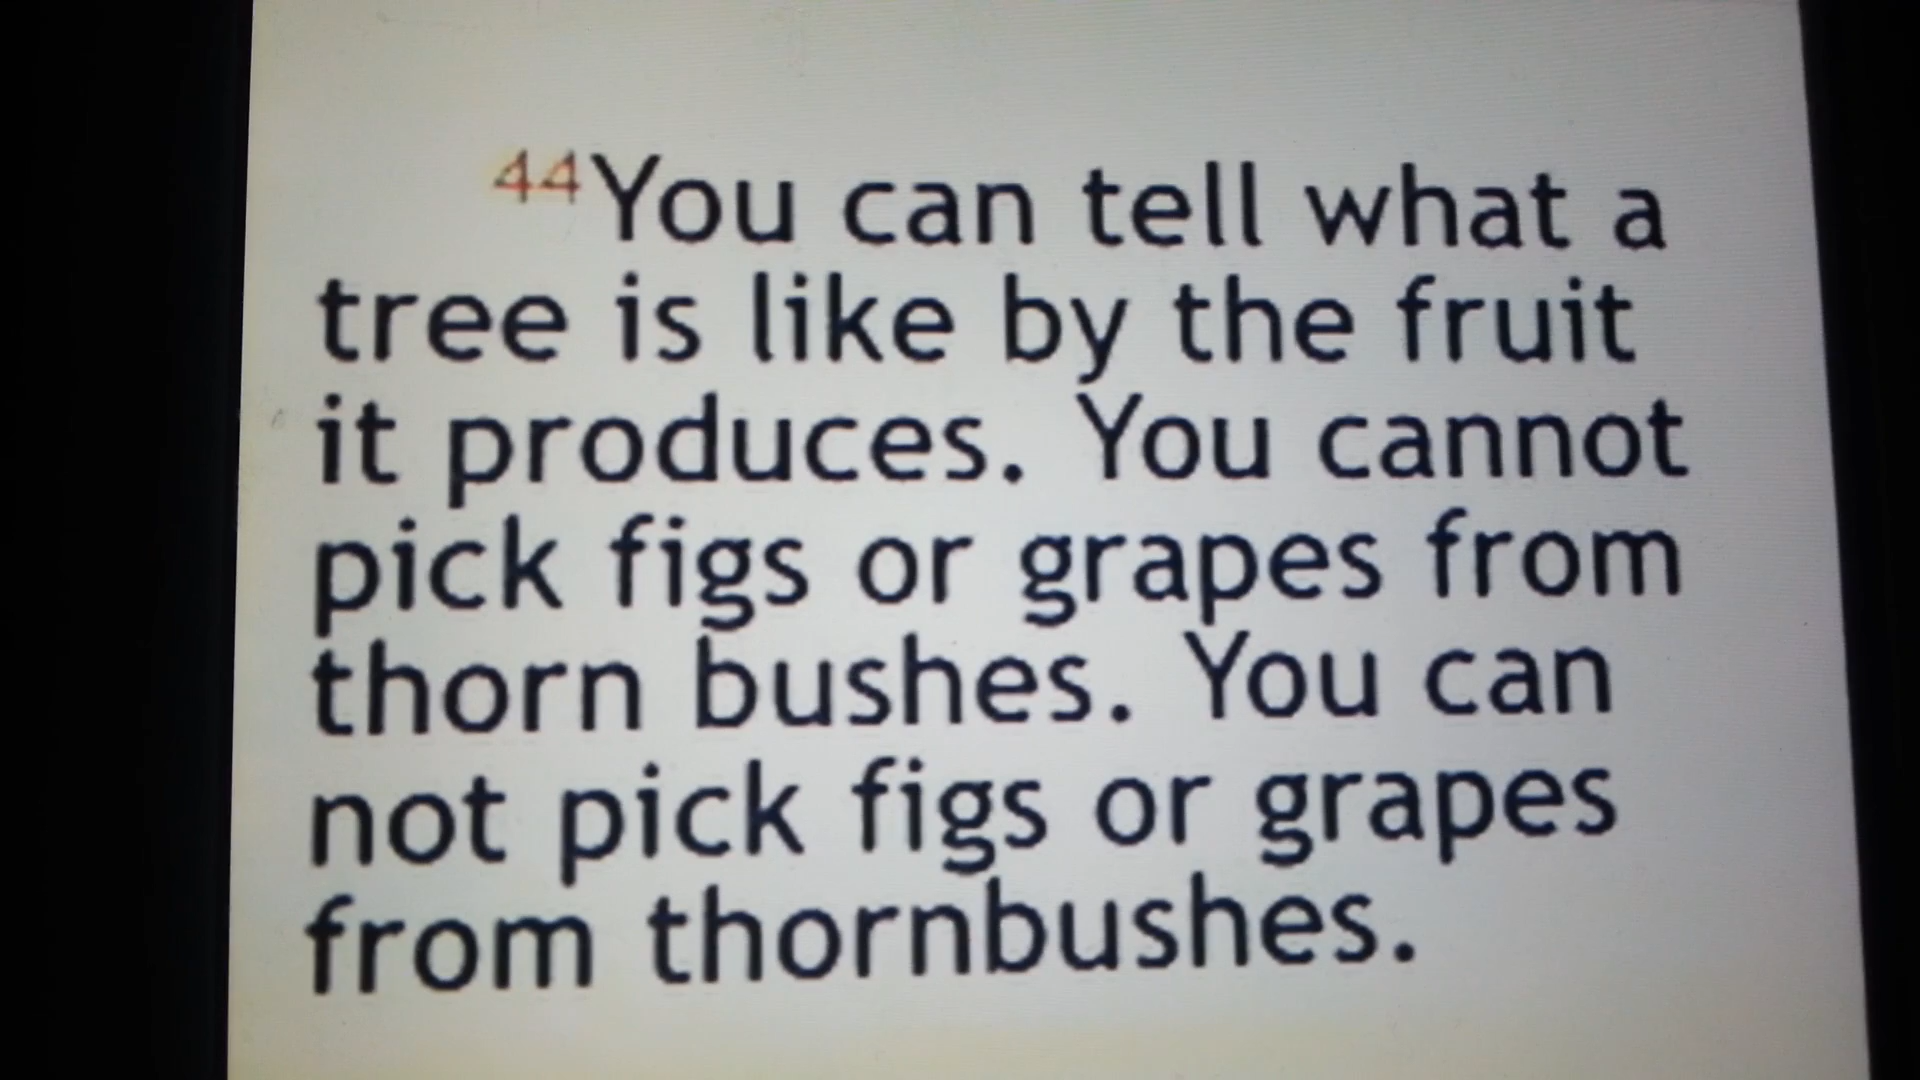 44You can tell what a
tree is like by the fruit
it produces. You cannot
pick figs or grapes from
thorn bushes. You can
not pick figs or grapes
from thornbushes.